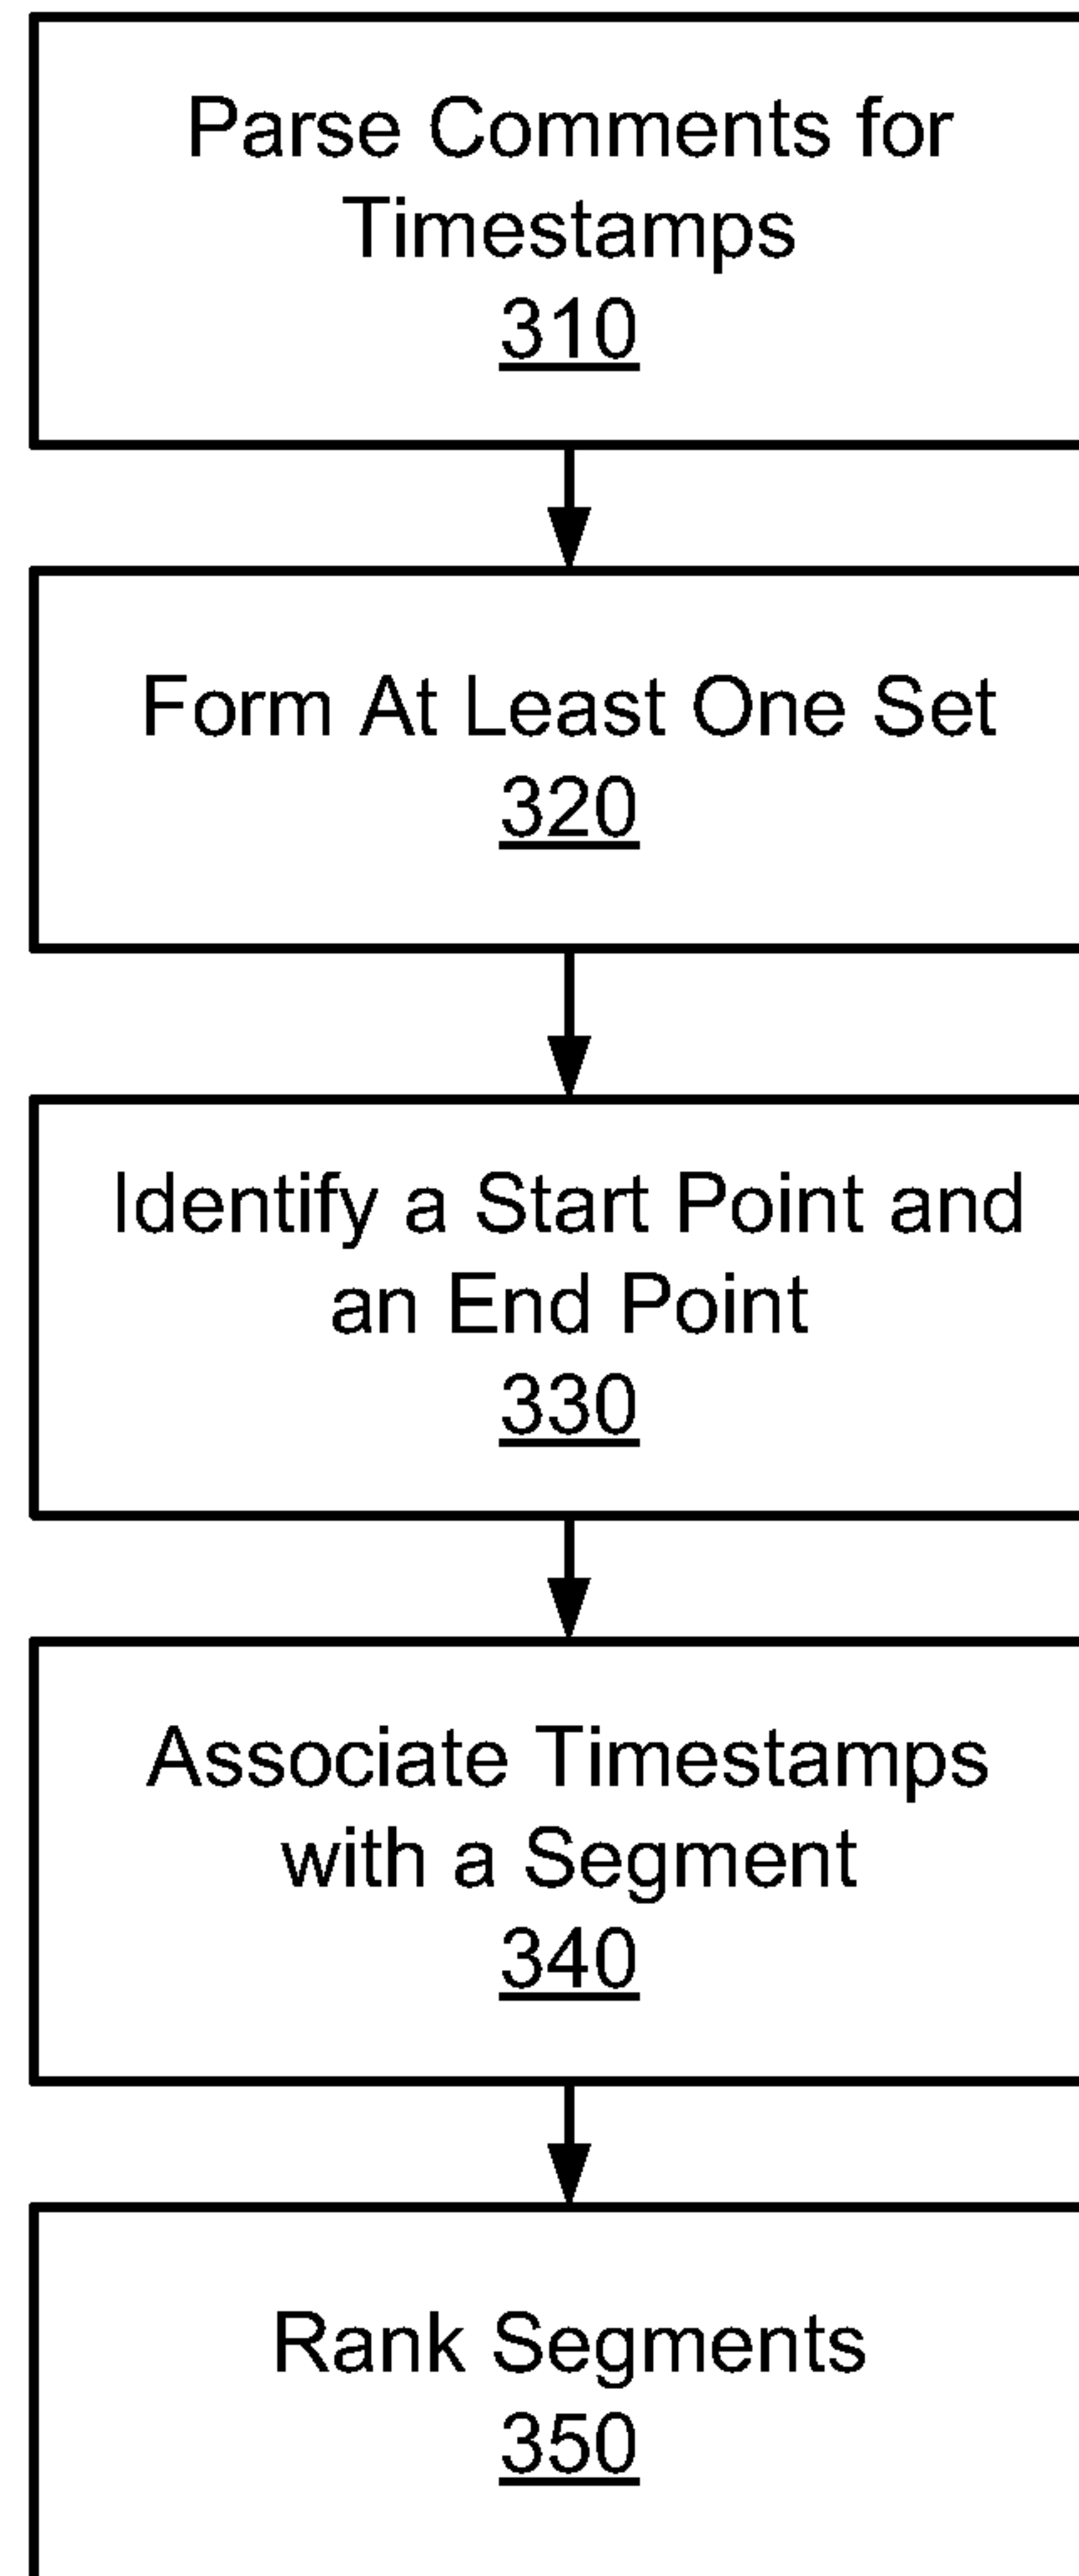 Parse Comments for
Timestamps
310
Form At Least One Set
320
Identify a Start Point and
an End Point
330
Associate Timestamps
with a Segment
340
Rank Segments
350